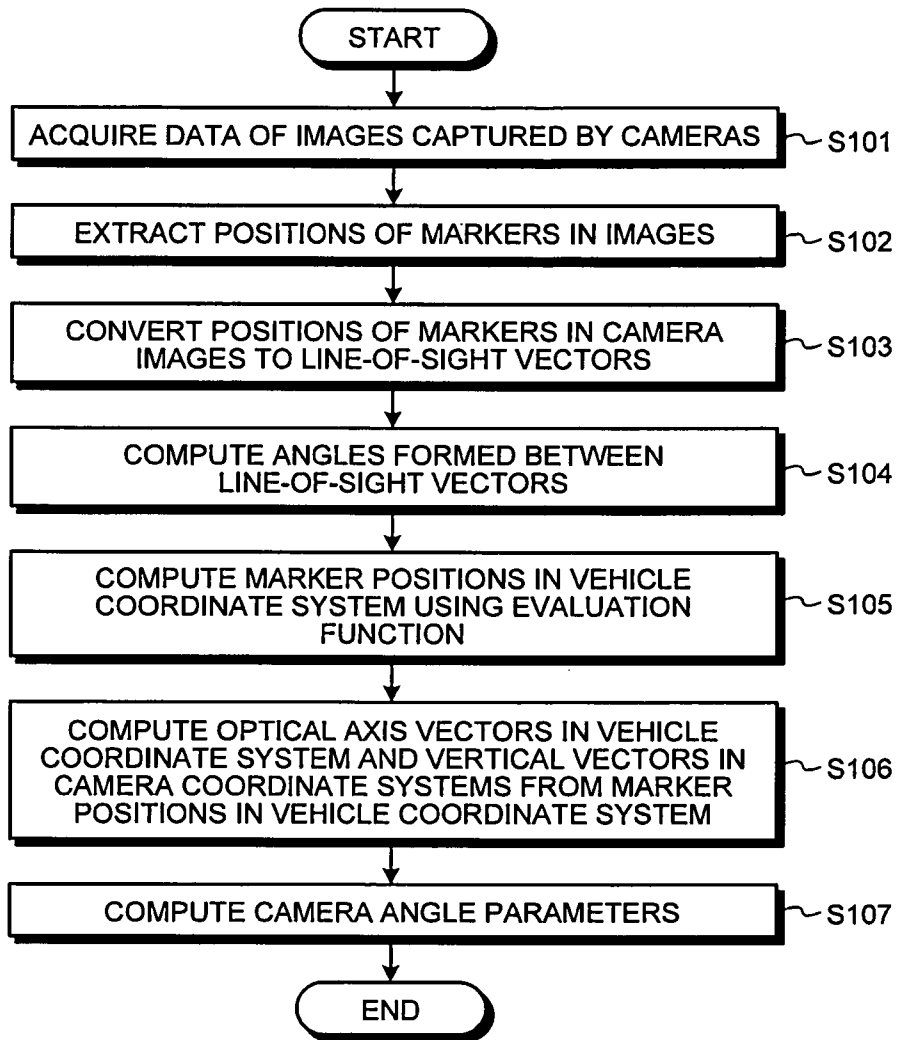 START
ACQUIRE DATA OF IMAGES CAPTURED BY CAMERAS
S101
EXTRACT POSITIONS OF MARKERS IN IMAGES
S102
CONVERT POSITIONS OF MARKERS IN CAMERA
IMAGES TO LINE-OF-SIGHT VECTORS
S103
COMPUTE ANGLES FORMED BETWEEN
LINE-OF-SIGHT VECTORS
S104
COMPUTE MARKER POSITIONS IN VEHICLE
COORDINATE SYSTEM USING EVALUATION
FUNCTION
S105
COMPUTE OPTICAL AXIS VECTORS IN VEHICLE
COORDINATE SYSTEM AND VERTICAL VECTORS IN
CAMERA COORDINATE SYSTEMS FROM MARKER
POSITIONS IN VEHICLE COORDINATE SYSTEM
S106
COMPUTE CAMERA ANGLE PARAMETERS
S107
END